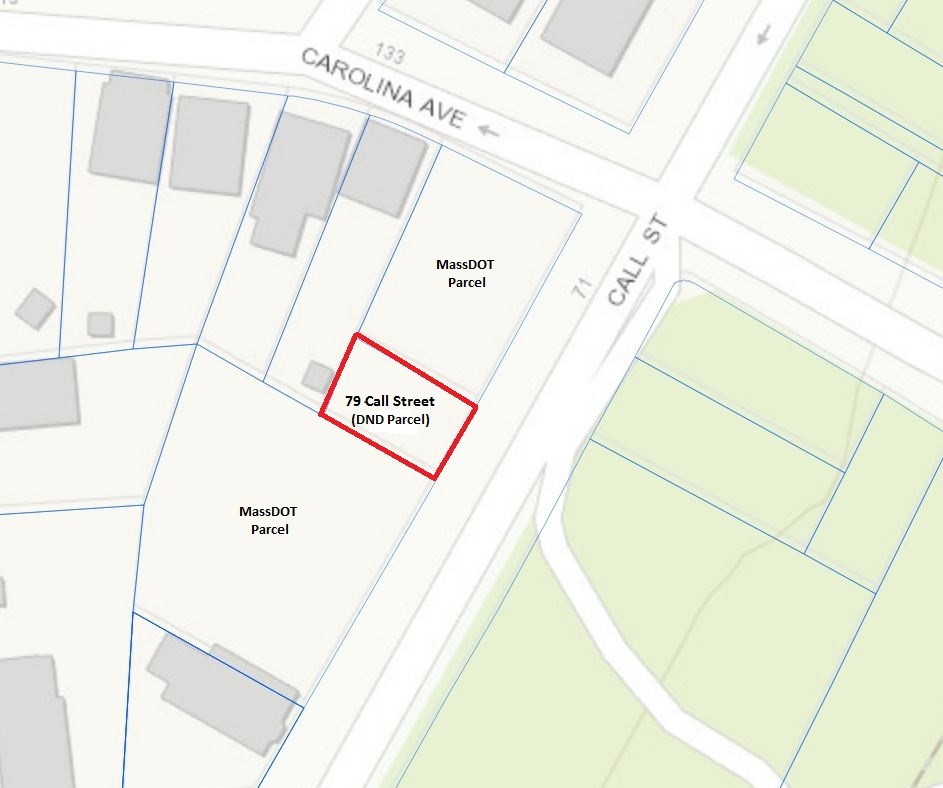 133
CAROLINA AVE
CALL ST
71
MassDOT
Parcel
79 Call Street
(DND Parcel)
MassDOT
Parcel